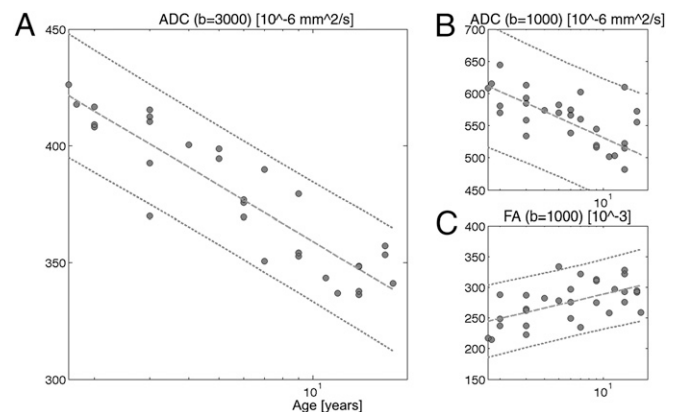 A
ADC (b=3000) [10^-6 mm^2/s]
450
400
350
300
10^1
Age [years]
B
ADC (b=1000) [10^-6 mm^2/s]
700
650
600
550
500
450
10^1
C
FA (b=1000) [10^-3]
400
350
300
250
200
150
10^1